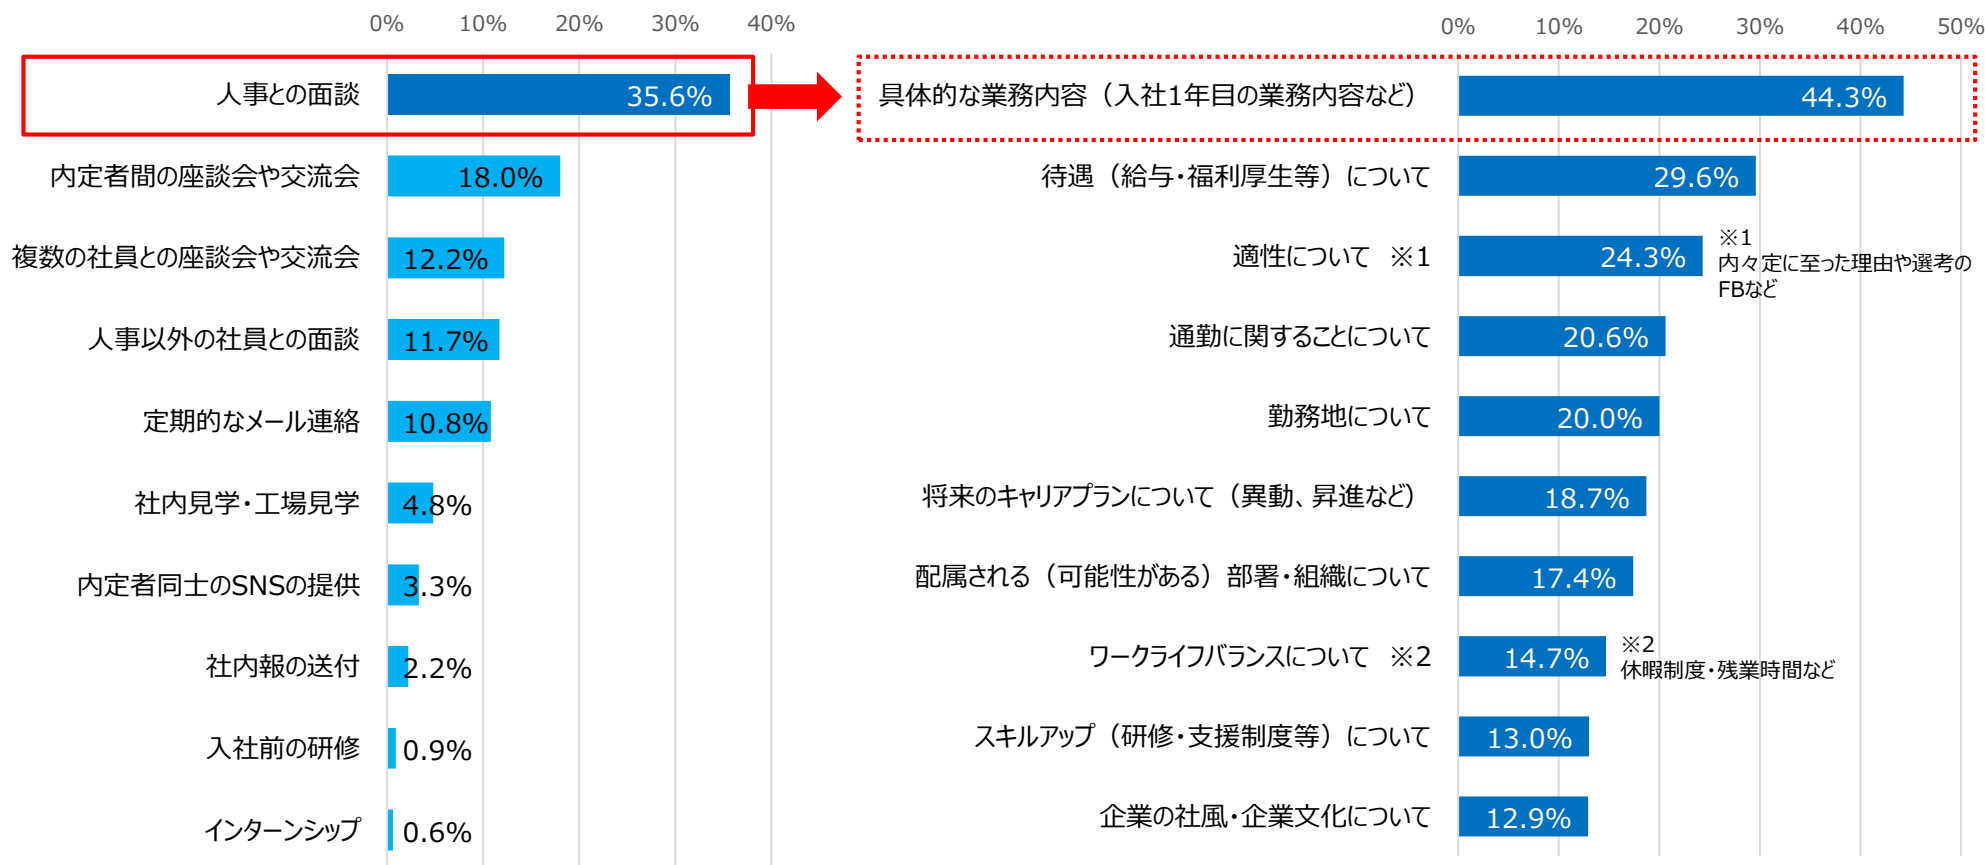 0% 10% 20% 30% 40%
人事との面談 35.6%
内定者間の座談会や交流会 18.0%
複数の社員との座談会や交流会 12.2%
人事以外の社員との面談 11.7%
定期的なメール連絡 10.8%
社内見学・工場見学 4.8%
内定者同士のSNSの提供 3.3%
社内報の送付 2.2%
入社前の研修 0.9%
インターンシップ 0.6%
0% 10% 20% 30% 40% 50%
具体的な業務内容（入社1年目の業務内容など） 44.3%
待遇（給与・福利厚生等）について 29.6%
適性について ※1 24.3%
※1
内々定に至った理由や選考の
FBなど
通勤に関することについて 20.6%
勤務地について 20.0%
将来のキャリアプランについて（異動、昇進など） 18.7%
配属される（可能性がある）部署・組織について 17.4%
ワークライフバランスについて ※2 14.7%
※2
休暇制度・残業時間など
スキルアップ（研修・支援制度等）について 13.0%
企業の社風・企業文化について 12.9%